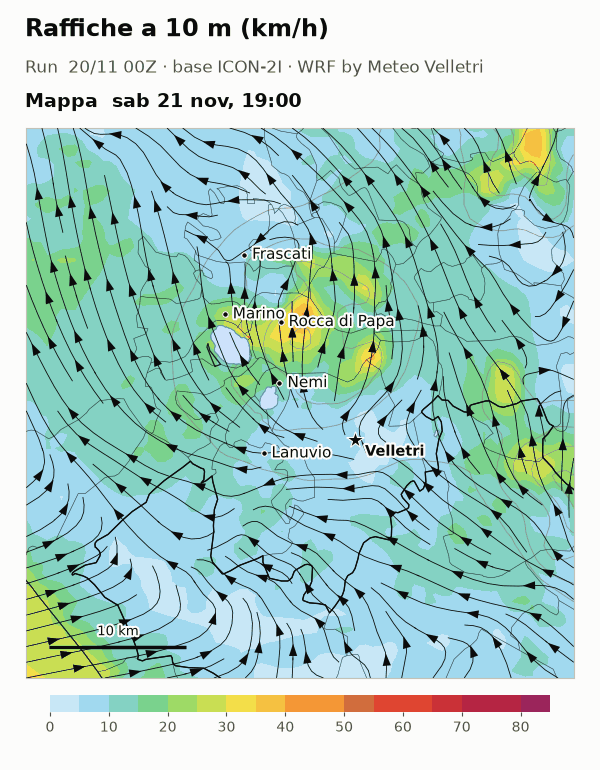 Raffiche a 10 m (km/h)
Run  20/11 00Z · base ICON-2I · WRF by Meteo Velletri
Mappa  sab 21 nov, 19:00
Frascati
Marino
Rocca di Papa
Nemi
Velletri
Lanuvio
10 km
0 10 20 30 40 50 60 70 80